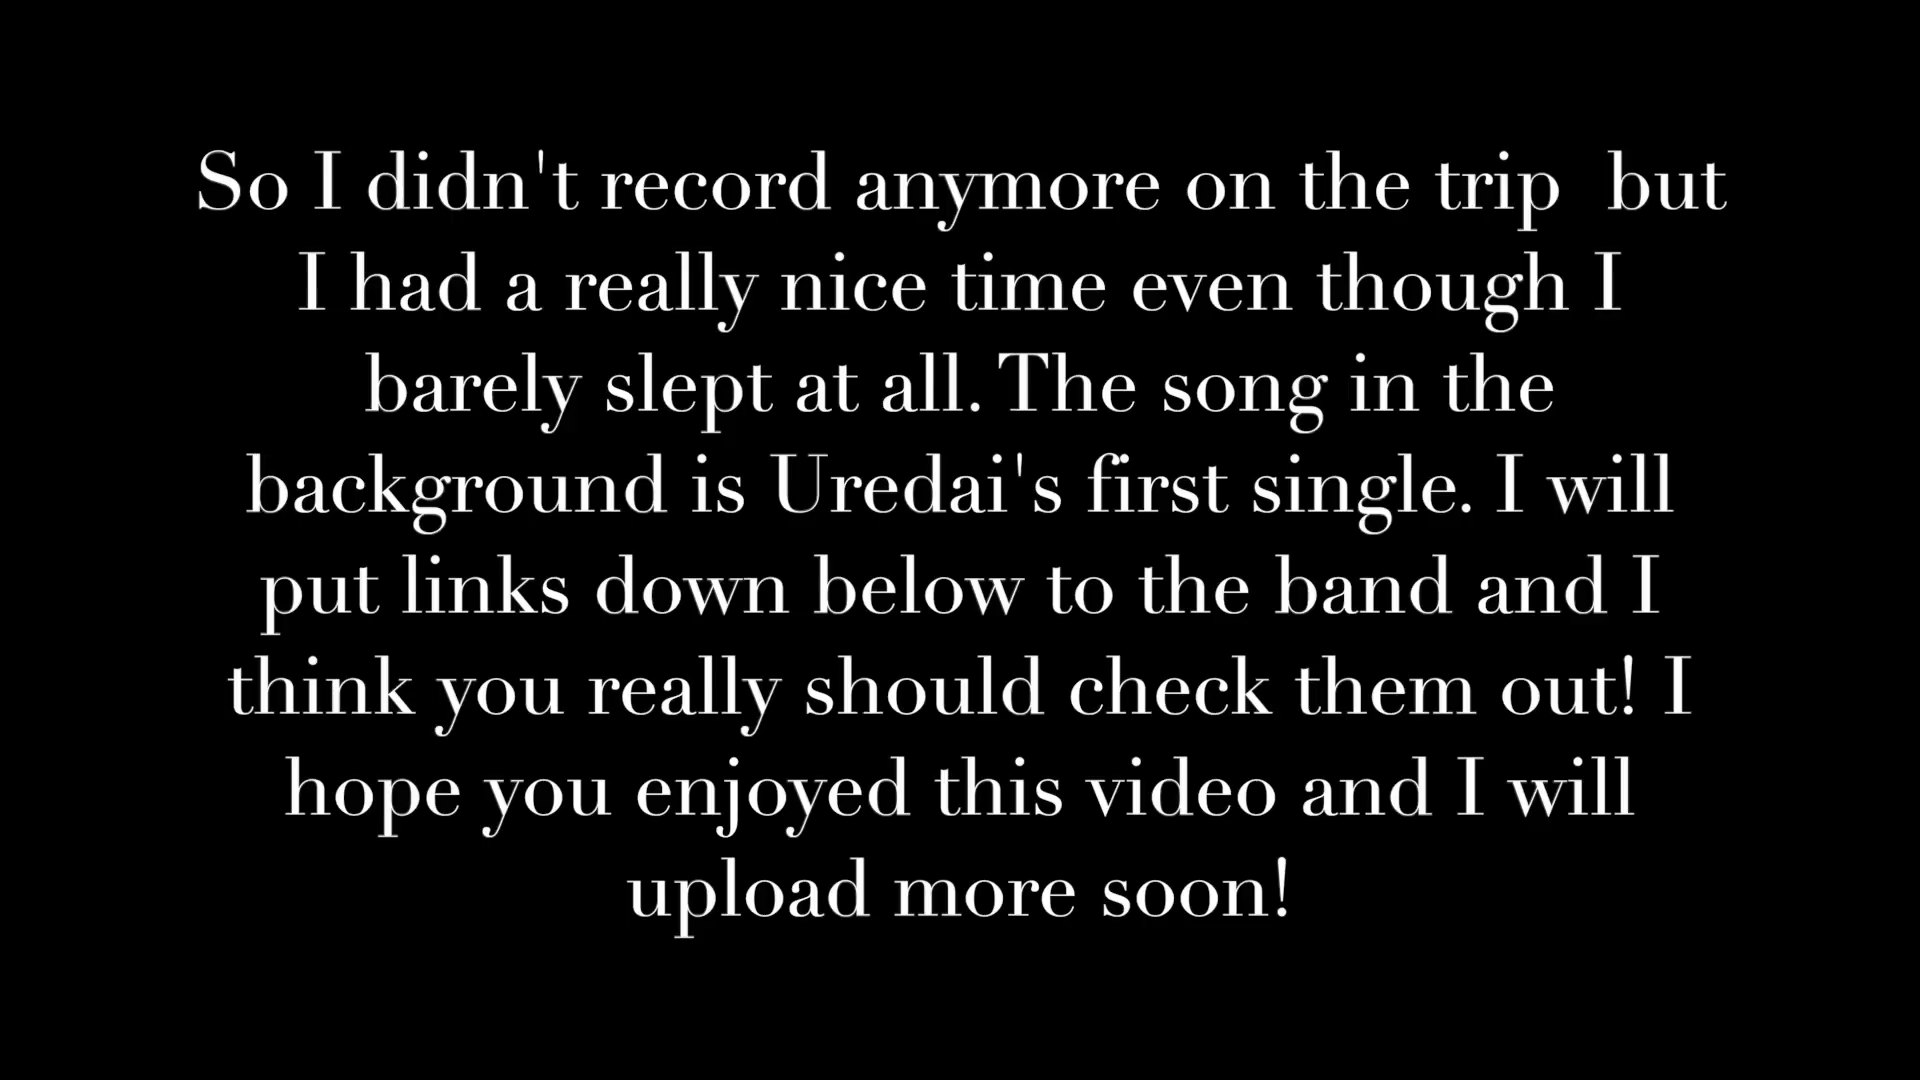 So I didn't record anymore on the trip  but
I had a really nice time even though I
barely slept at all. The song in the
background is Uredai's first single. I will
put links down below to the band and I
think you really should check them out! I
hope you enjoyed this video and I will
upload more soon!